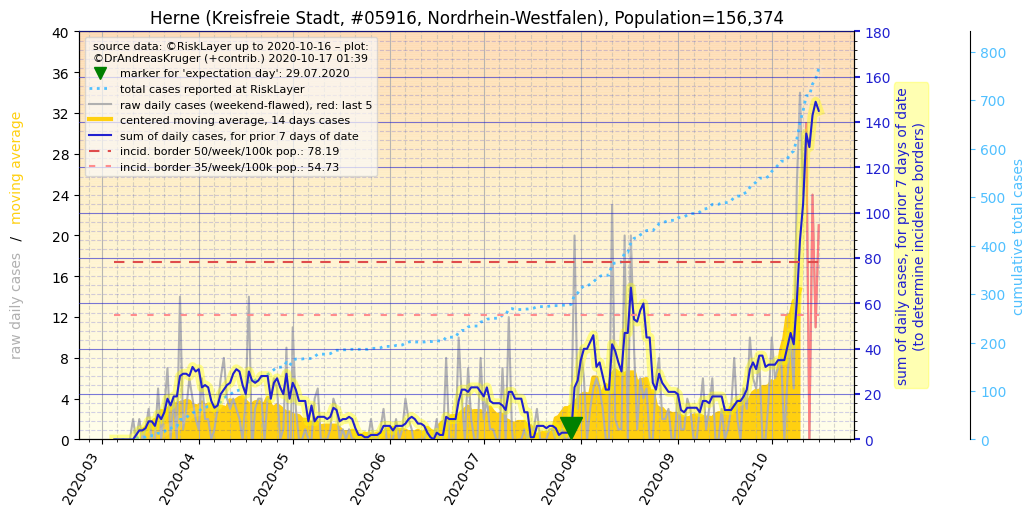 Herne (Kreisfreie Stadt, #05916, Nordrhein-Westfalen), Population=156,374
source data: ©RiskLayer up to 2020-10-16 – plot:
©DrAndreasKruger (+contrib.) 2020-10-17 01:39
marker for 'expectation day': 29.07.2020
total cases reported at RiskLayer
raw daily cases (weekend-flawed), red: last 5
centered moving average, 14 days cases
sum of daily cases, for prior 7 days of date
incid. border 50/week/100k pop.: 78.19
incid. border 35/week/100k pop.: 54.73
raw daily cases / moving average
40
36
32
28
24
20
16
12
8
4
0
2020-03
2020-04
2020-05
2020-06
2020-07
2020-08
2020-09
2020-10
180
160
140
120
100
80
60
40
20
0
sum of daily cases, for prior 7 days of date
(to determine incidence borders)
800
700
600
500
400
300
200
100
0
cumulative total cases